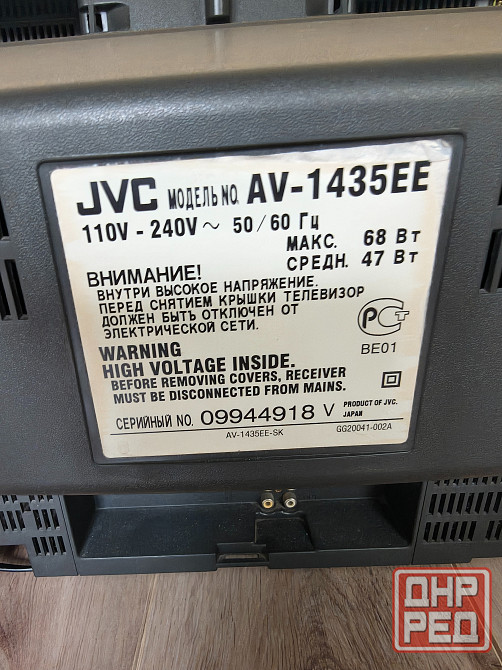 JVC МОДЕЛЬ NO. AV-1435EE
110V - 240V ~ 50/60 Гц
МАКС. 68 Вт
СРЕДН. 47 Вт
ВНИМАНИЕ!
ВНУТРИ ВЫСОКОЕ НАПРЯЖЕНИЕ.
ПЕРЕД СНЯТИЕМ КРЫШКИ ТЕЛЕВИЗОР
ДОЛЖЕН БЫТЬ ОТКЛЮЧЕН ОТ
ЭЛЕКТРИЧЕСКОЙ СЕТИ.
РСТ
BE01
WARNING
HIGH VOLTAGE INSIDE.
BEFORE REMOVING COVERS, RECEIVER
MUST BE DISCONNECTED FROM MAINS.
СЕРИЙНЫЙ NO. 09944918 V
PRODUCT OF JVC.
JAPAN
AV-1435EE-SK
GG20041-002A
ДНР
РЕД